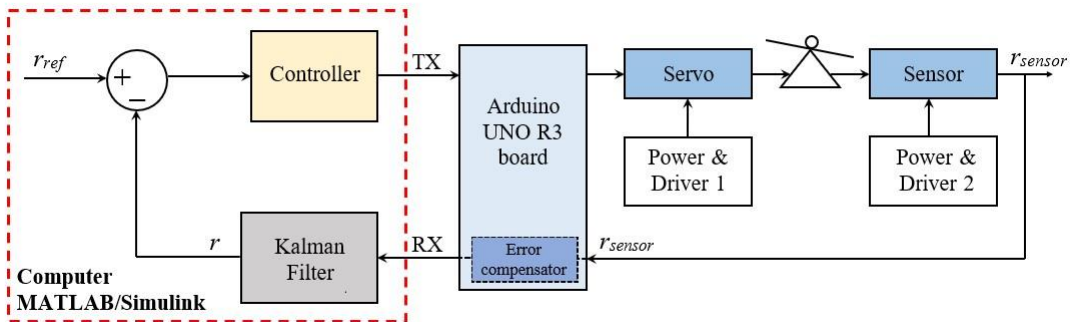 r_ref
+
−
Controller
TX
Arduino
UNO R3
board
Servo
Sensor
r_sensor
Power &
Driver 1
Power &
Driver 2
r
Kalman
Filter
RX
Error
compensator
r_sensor
Computer
MATLAB/Simulink